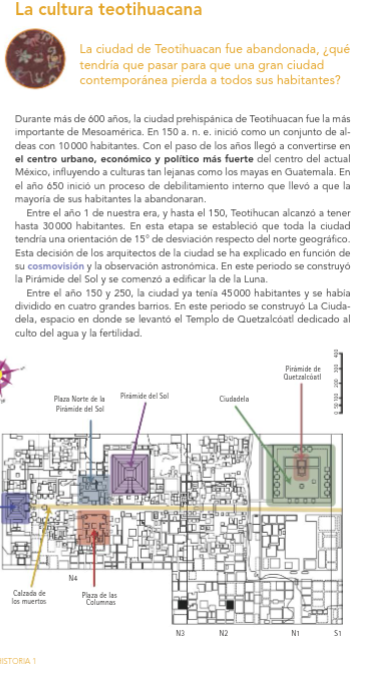 La cultura teotihuacana
La ciudad de Teotihuacan fue abandonada, ¿qué
tendría que pasar para que una gran ciudad
contemporánea pierda a todos sus habitantes?
Durante más de 600 años, la ciudad prehispánica de Teotihuacan fue la más
importante de Mesoamérica. En 150 a. n. e. inició como un conjunto de al-
deas con 10 000 habitantes. Con el paso de los años llegó a convertirse en
el centro urbano, económico y político más fuerte del centro del actual
México, influyendo a culturas tan lejanas como los mayas en Guatemala. En
el año 650 inició un proceso de debilitamiento interno que llevó a que la
mayoría de sus habitantes la abandonaran.
Entre el año 1 de nuestra era, y hasta el 150, Teotihucan alcanzó a tener
hasta 30 000 habitantes. En esta etapa se estableció que toda la ciudad
tendría una orientación de 15° de desviación respecto del norte geográfico.
Esta decisión de los arquitectos de la ciudad se ha explicado en función de
su cosmovisión y la observación astronómica. En este periodo se construyó
la Pirámide del Sol y se comenzó a edificar la de la Luna.
Entre el año 150 y 250, la ciudad ya tenía 45 000 habitantes y se había
dividido en cuatro grandes barrios. En este periodo se construyó La Ciuda-
dela, espacio en donde se levantó el Templo de Quetzalcóatl dedicado al
culto del agua y la fertilidad.
Pirámide de
Quetzalcóatl
Plaza Norte de la
Pirámide del Sol
Pirámide del Sol
Ciudadela
0 50 100 200 300 400
Calzada de
los muertos
N4
Plaza de las
Columnas
N3
N2
N1
S1
HISTORIA 1